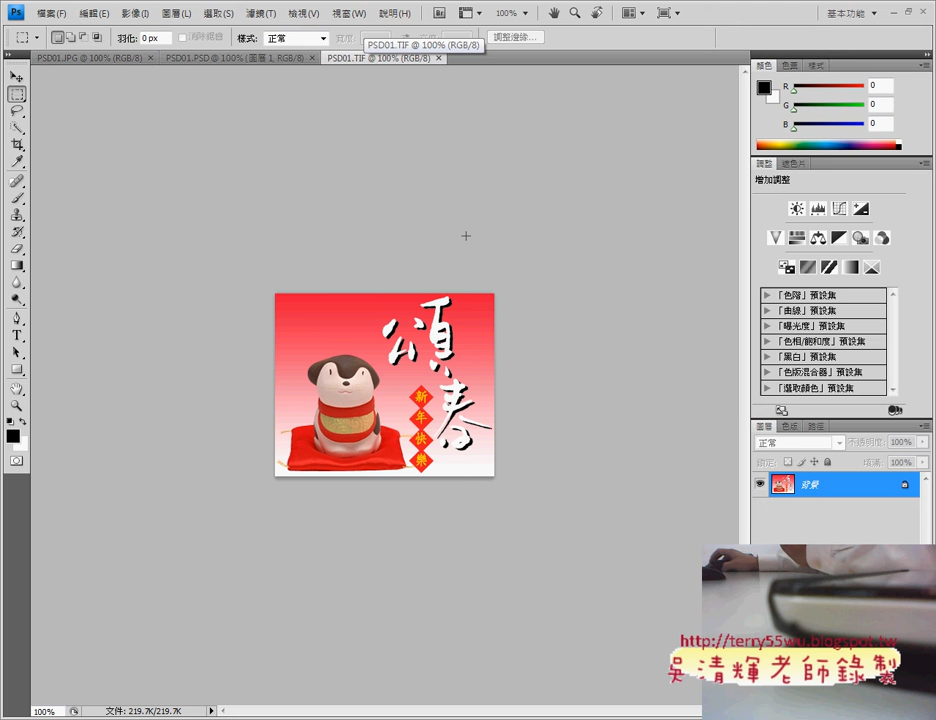 Ps 檔案(F) 編輯(E) 影像(I) 圖層(L) 選取(S) 濾鏡(T) 檢視(V) 視窗(W) 說明(H) Br 100% 基本功能
羽化: 0 px 消除鋸齒 樣式: 正常 寬度: 調整邊緣...
PSD01.TIF @ 100% (RGB/8)
PSD01.JPG @ 100% (RGB/8) PSD01.PSD @ 100% (圖層 1, RGB/8) PSD01.TIF @ 100% (RGB/8)
顏色 色票 樣式
R 0
G 0
B 0
調整 遮色片
增加調整
「色階」預設集
「曲線」預設集
「曝光度」預設集
「色相/飽和度」預設集
「黑白」預設集
「色版混合器」預設集
「選取顏色」預設集
圖層 色版 路徑
正常 不透明度: 100%
鎖定: 填滿: 100%
背景
頌春
新年快樂
http://terry55wu.blogspot.tw
吳清輝老師錄製
100% 文件: 219.7K/219.7K